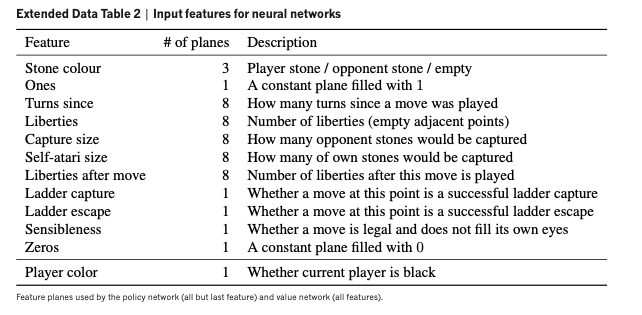 Extended Data Table 2 | Input features for neural networks
Feature # of planes Description
Stone colour 3 Player stone / opponent stone / empty
Ones 1 A constant plane filled with 1
Turns since 8 How many turns since a move was played
Liberties 8 Number of liberties (empty adjacent points)
Capture size 8 How many opponent stones would be captured
Self-atari size 8 How many of own stones would be captured
Liberties after move 8 Number of liberties after this move is played
Ladder capture 1 Whether a move at this point is a successful ladder capture
Ladder escape 1 Whether a move at this point is a successful ladder escape
Sensibleness 1 Whether a move is legal and does not fill its own eyes
Zeros 1 A constant plane filled with 0
Player color 1 Whether current player is black
Feature planes used by the policy network (all but last feature) and value network (all features).